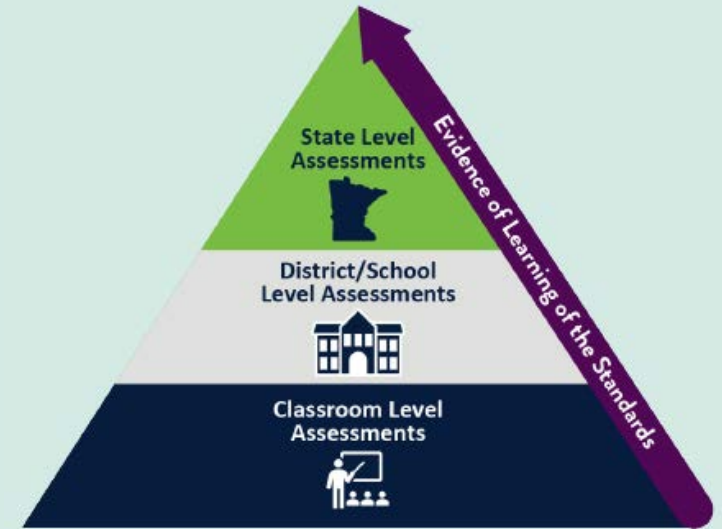 State Level
Assessments
District/School
Level Assessments
Classroom Level
Assessments
Evidence of Learning of the Standards